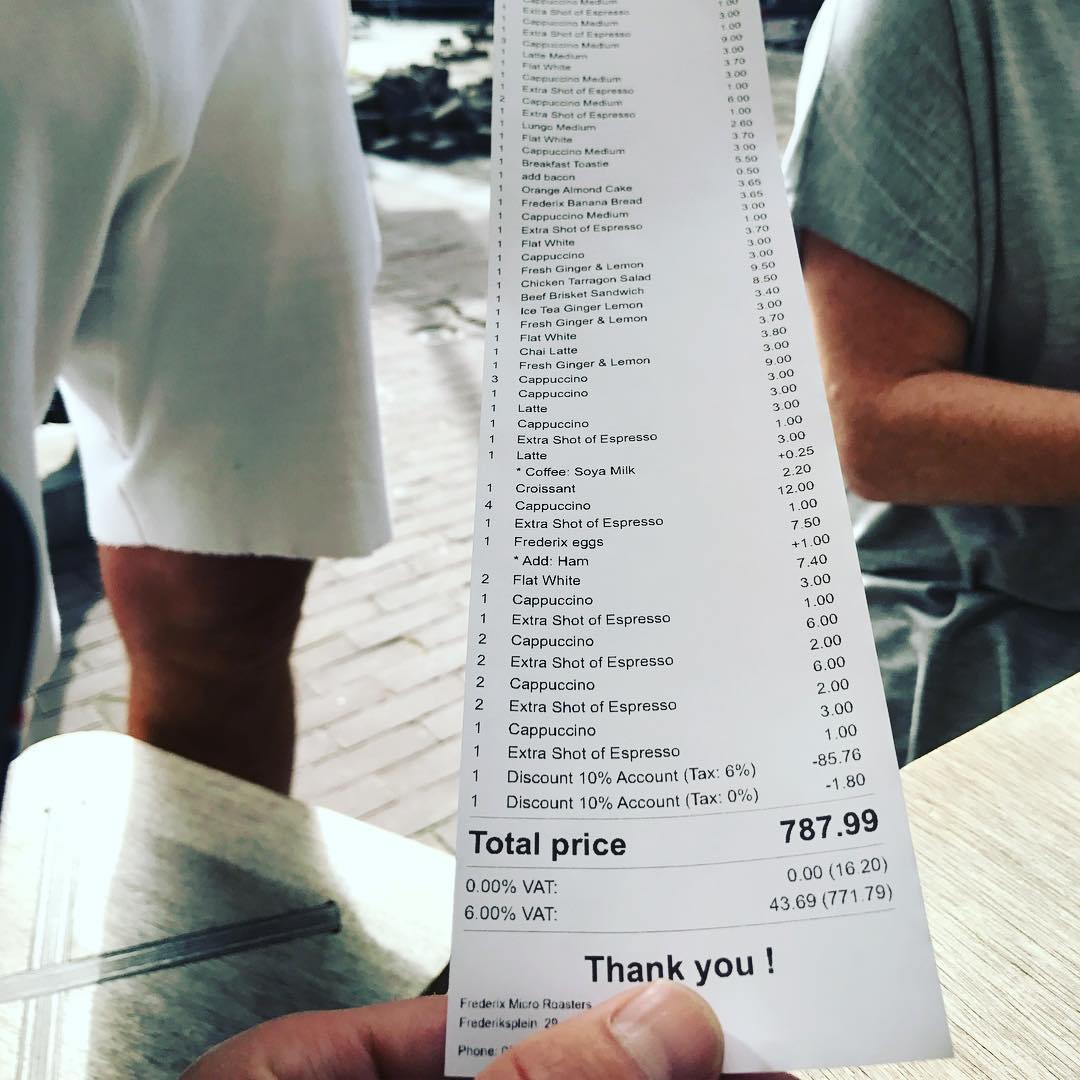 Cappuccino Medium
1 Extra Shot of Espresso 1.00
1 Cappuccino Medium 3.00
1 Extra Shot of Espresso 1.00
3 Cappuccino Medium 9.00
1 Latte Medium 3.00
1 Flat White 3.70
1 Cappuccino Medium 3.00
1 Extra Shot of Espresso 1.00
2 Cappuccino Medium 6.00
1 Extra Shot of Espresso 1.00
1 Lungo Medium 2.60
1 Flat White 3.70
1 Cappuccino Medium 3.00
1 Breakfast Toastie 5.50
1 add bacon 0.50
1 Orange Almond Cake 3.65
1 Frederix Banana Bread 3.65
1 Cappuccino Medium 3.00
1 Extra Shot of Espresso 1.00
1 Flat White 3.70
1 Cappuccino 3.00
1 Fresh Ginger & Lemon 3.00
1 Chicken Tarragon Salad 9.50
1 Beef Brisket Sandwich 8.50
1 Ice Tea Ginger Lemon 3.40
1 Fresh Ginger & Lemon 3.00
1 Flat White 3.70
1 Chai Latte 3.80
1 Fresh Ginger & Lemon 3.00
3 Cappuccino 9.00
1 Cappuccino 3.00
1 Latte 3.00
1 Cappuccino 3.00
1 Extra Shot of Espresso 1.00
1 Latte 3.00
* Coffee: Soya Milk +0.25
1 Croissant 2.20
4 Cappuccino 12.00
1 Extra Shot of Espresso 1.00
1 Frederix eggs 7.50
* Add: Ham +1.00
2 Flat White 7.40
1 Cappuccino 3.00
1 Extra Shot of Espresso 1.00
2 Cappuccino 6.00
2 Extra Shot of Espresso 2.00
2 Cappuccino 6.00
2 Extra Shot of Espresso 2.00
1 Cappuccino 3.00
1 Extra Shot of Espresso 1.00
1 Discount 10% Account (Tax: 6%) -85.76
1 Discount 10% Account (Tax: 0%) -1.80
Total price 787.99
0.00% VAT: 0.00 (16.20)
6.00% VAT: 43.69 (771.79)
Thank you !
Frederix Micro Roasters
Frederiksplein 29
Phone: